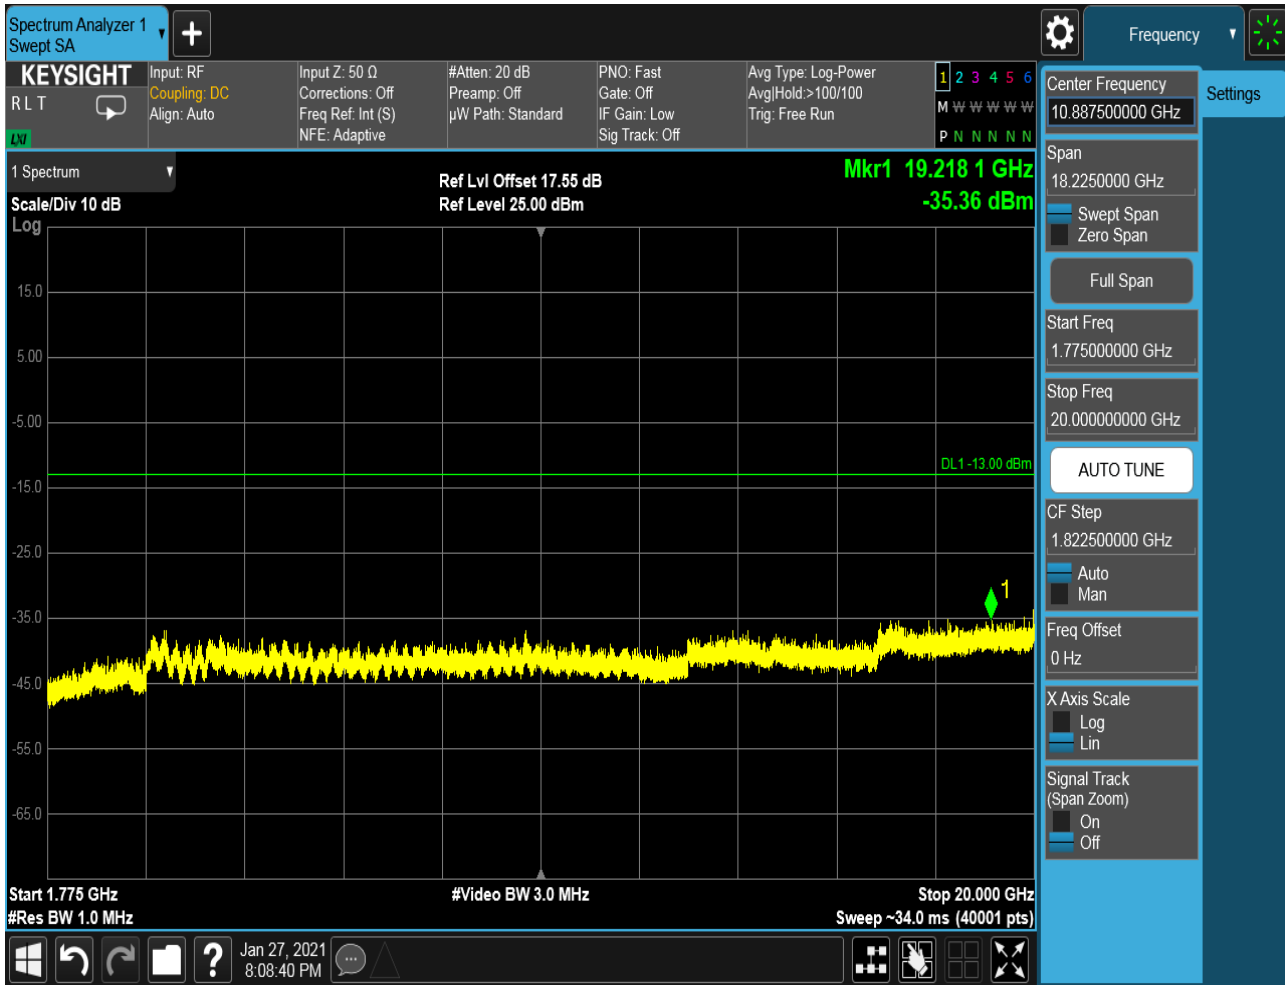 Spectrum Analyzer 1
Swept SA
Frequency
KEYSIGHT
R L T
LXI
Input: RF
Coupling: DC
Align: Auto
Input Z: 50 Ω
Corrections: Off
Freq Ref: Int (S)
NFE: Adaptive
#Atten: 20 dB
Preamp: Off
µW Path: Standard
PNO: Fast
Gate: Off
IF Gain: Low
Sig Track: Off
Avg Type: Log-Power
Avg|Hold:>100/100
Trig: Free Run
1 2 3 4 5 6
M W W W W W
P N N N N N
1 Spectrum
Scale/Div 10 dB
Log
Ref Lvl Offset 17.55 dB
Ref Level 25.00 dBm
Mkr1 19.218 1 GHz
-35.36 dBm
15.0
5.00
-5.00
-15.0
-25.0
-35.0
-45.0
-55.0
-65.0
DL1 -13.00 dBm
1
Start 1.775 GHz
#Res BW 1.0 MHz
#Video BW 3.0 MHz
Stop 20.000 GHz
Sweep ~34.0 ms (40001 pts)
Center Frequency
10.887500000 GHz
Settings
Span
18.2250000 GHz
Swept Span
Zero Span
Full Span
Start Freq
1.775000000 GHz
Stop Freq
20.000000000 GHz
AUTO TUNE
CF Step
1.822500000 GHz
Auto
Man
Freq Offset
0 Hz
X Axis Scale
Log
Lin
Signal Track
(Span Zoom)
On
Off
?
Jan 27, 2021
8:08:40 PM